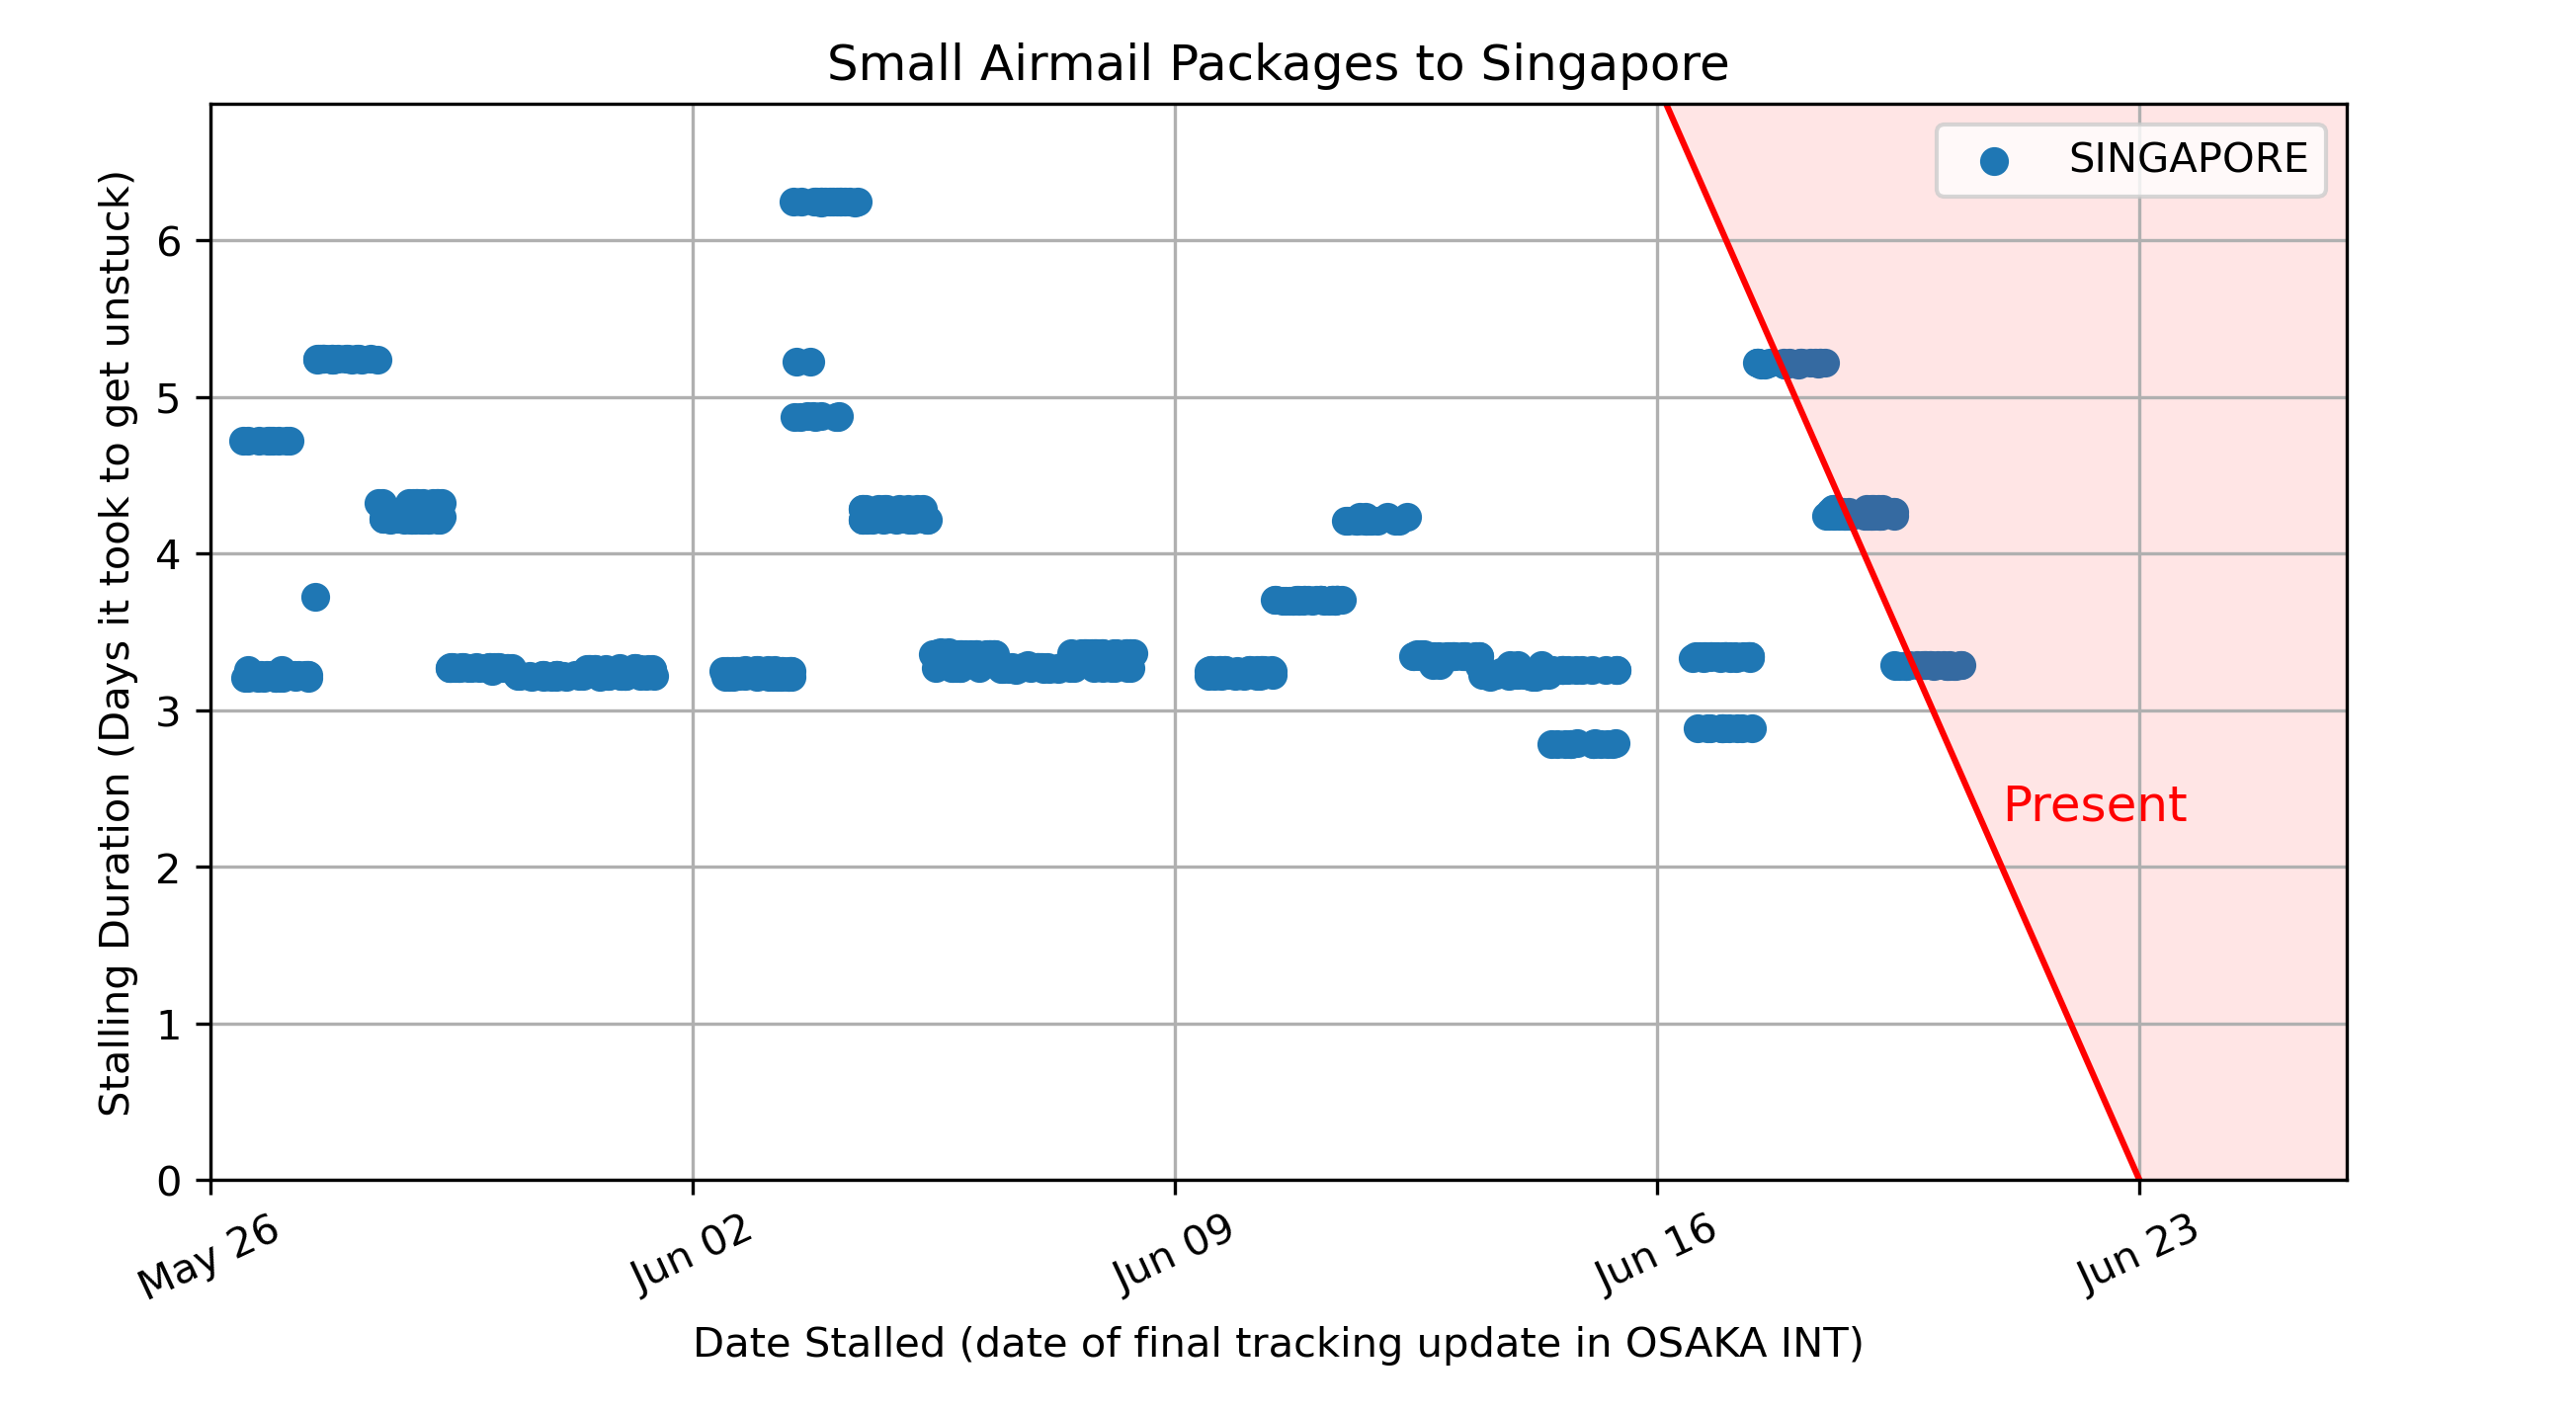 Small Airmail Packages to Singapore
SINGAPORE
Stalling Duration (Days it took to get unstuck)
6
5
4
3
2
1
0
Present
May 26
Jun 02
Jun 09
Jun 16
Jun 23
Date Stalled (date of final tracking update in OSAKA INT)